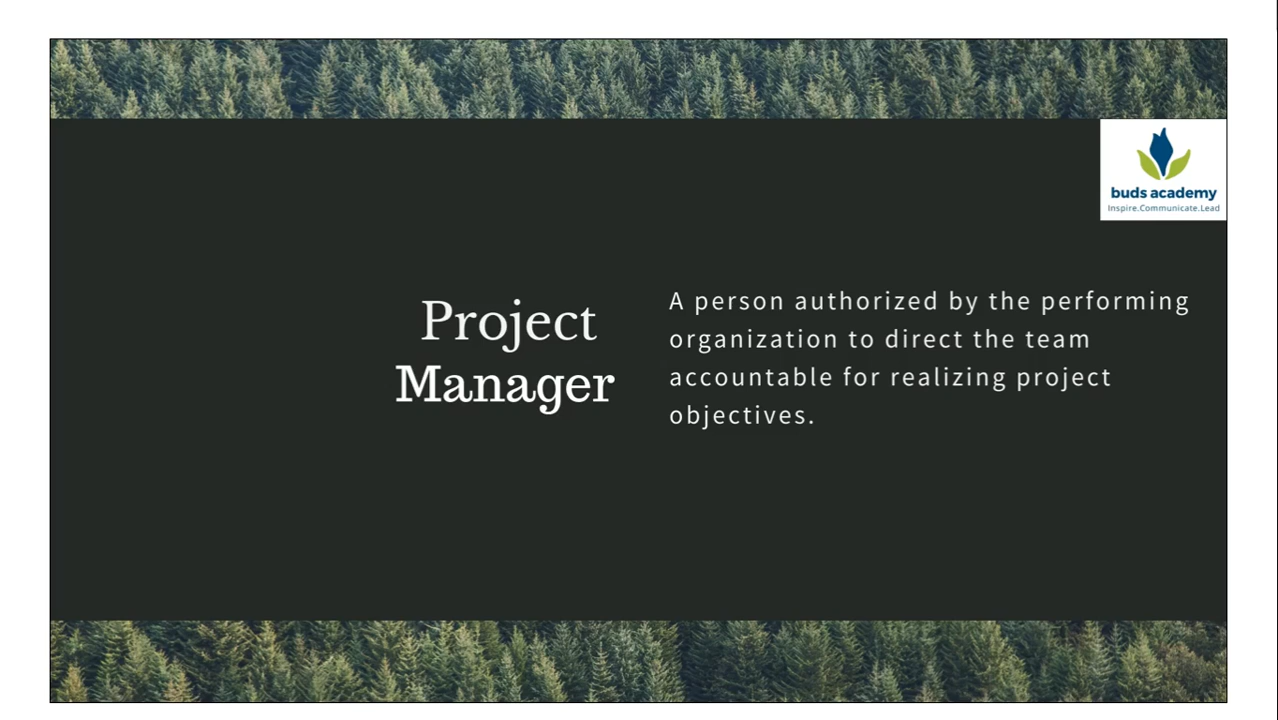 buds academy
Inspire.Communicate.Lead
Project
Manager
A person authorized by the performing
organization to direct the team
accountable for realizing project
objectives.